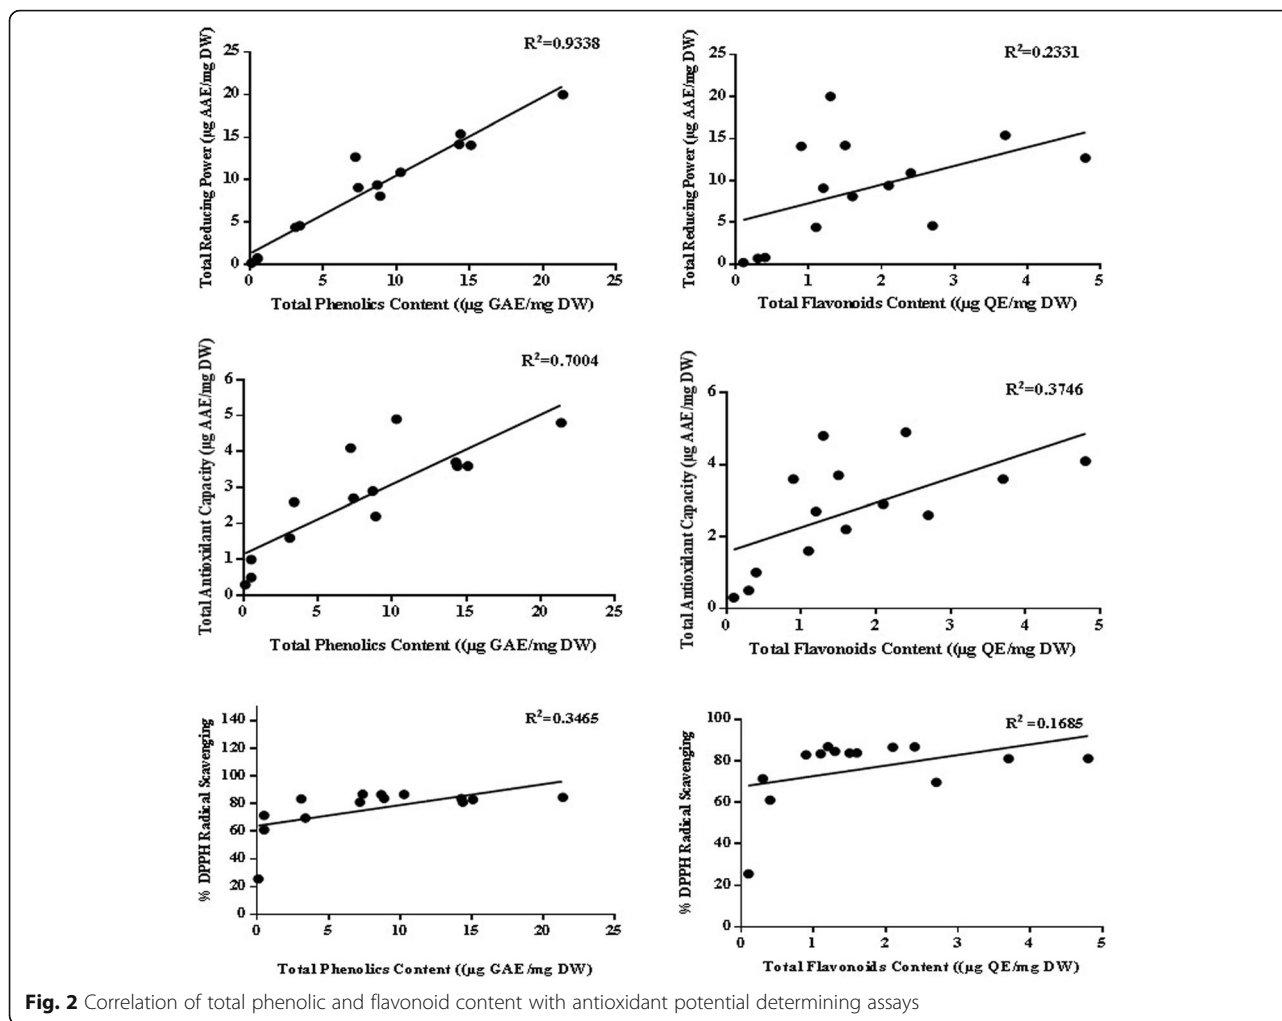 R²=0.9338
Total Reducing Power (µg AAE/mg DW)
25
20
15
10
5
0
0 5 10 15 20 25
Total Phenolics Content ((µg GAE/mg DW)
R²=0.2331
Total Reducing Power (µg AAE/mg DW)
25
20
15
10
5
0
0 1 2 3 4 5
Total Flavonoids Content ((µg QE/mg DW)
R²=0.7004
Total Antioxidant Capacity (µg AAE/mg DW)
6
5
4
3
2
1
0
0 5 10 15 20 25
Total Phenolics Content ((µg GAE/mg DW)
R²=0.3746
Total Antioxidant Capacity (µg AAE/mg DW)
6
4
2
0
0 1 2 3 4 5
Total Flavonoids Content ((µg QE/mg DW)
R²=0.3465
% DPPH Radical Scavenging
140
120
100
80
60
40
20
0
0 5 10 15 20 25
Total Phenolics Content ((µg GAE/mg DW)
R² =0.1685
% DPPH Radical Scavenging
100
80
60
40
20
0
0 1 2 3 4 5
Total Flavonoids Content ((µg QE/mg DW)
Fig. 2 Correlation of total phenolic and flavonoid content with antioxidant potential determining assays